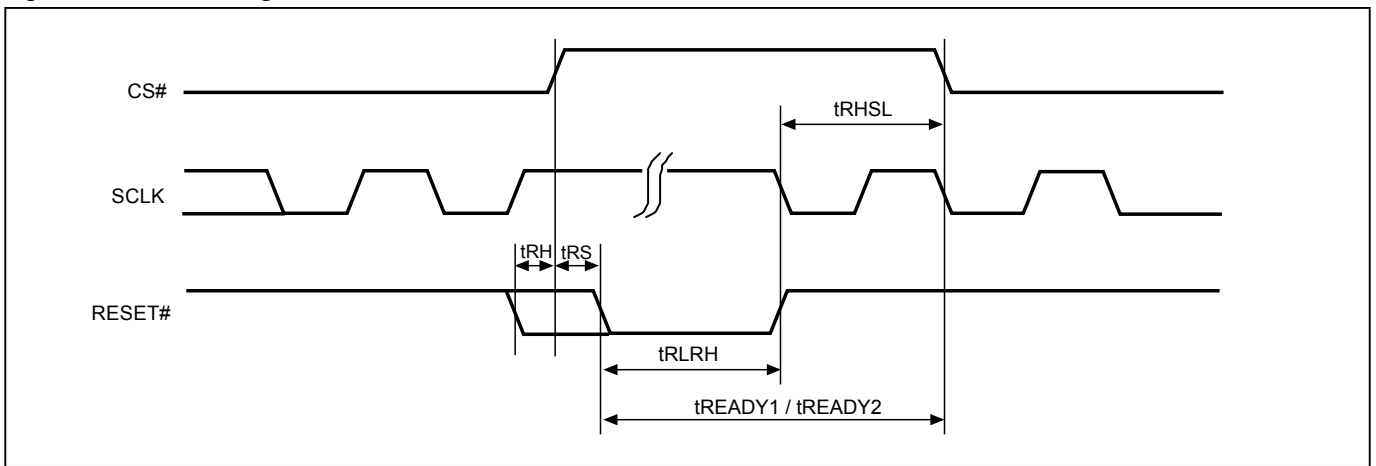 CS#
tRHSL
SCLK
tRH tRS
RESET#
tRLRH
tREADY1 / tREADY2